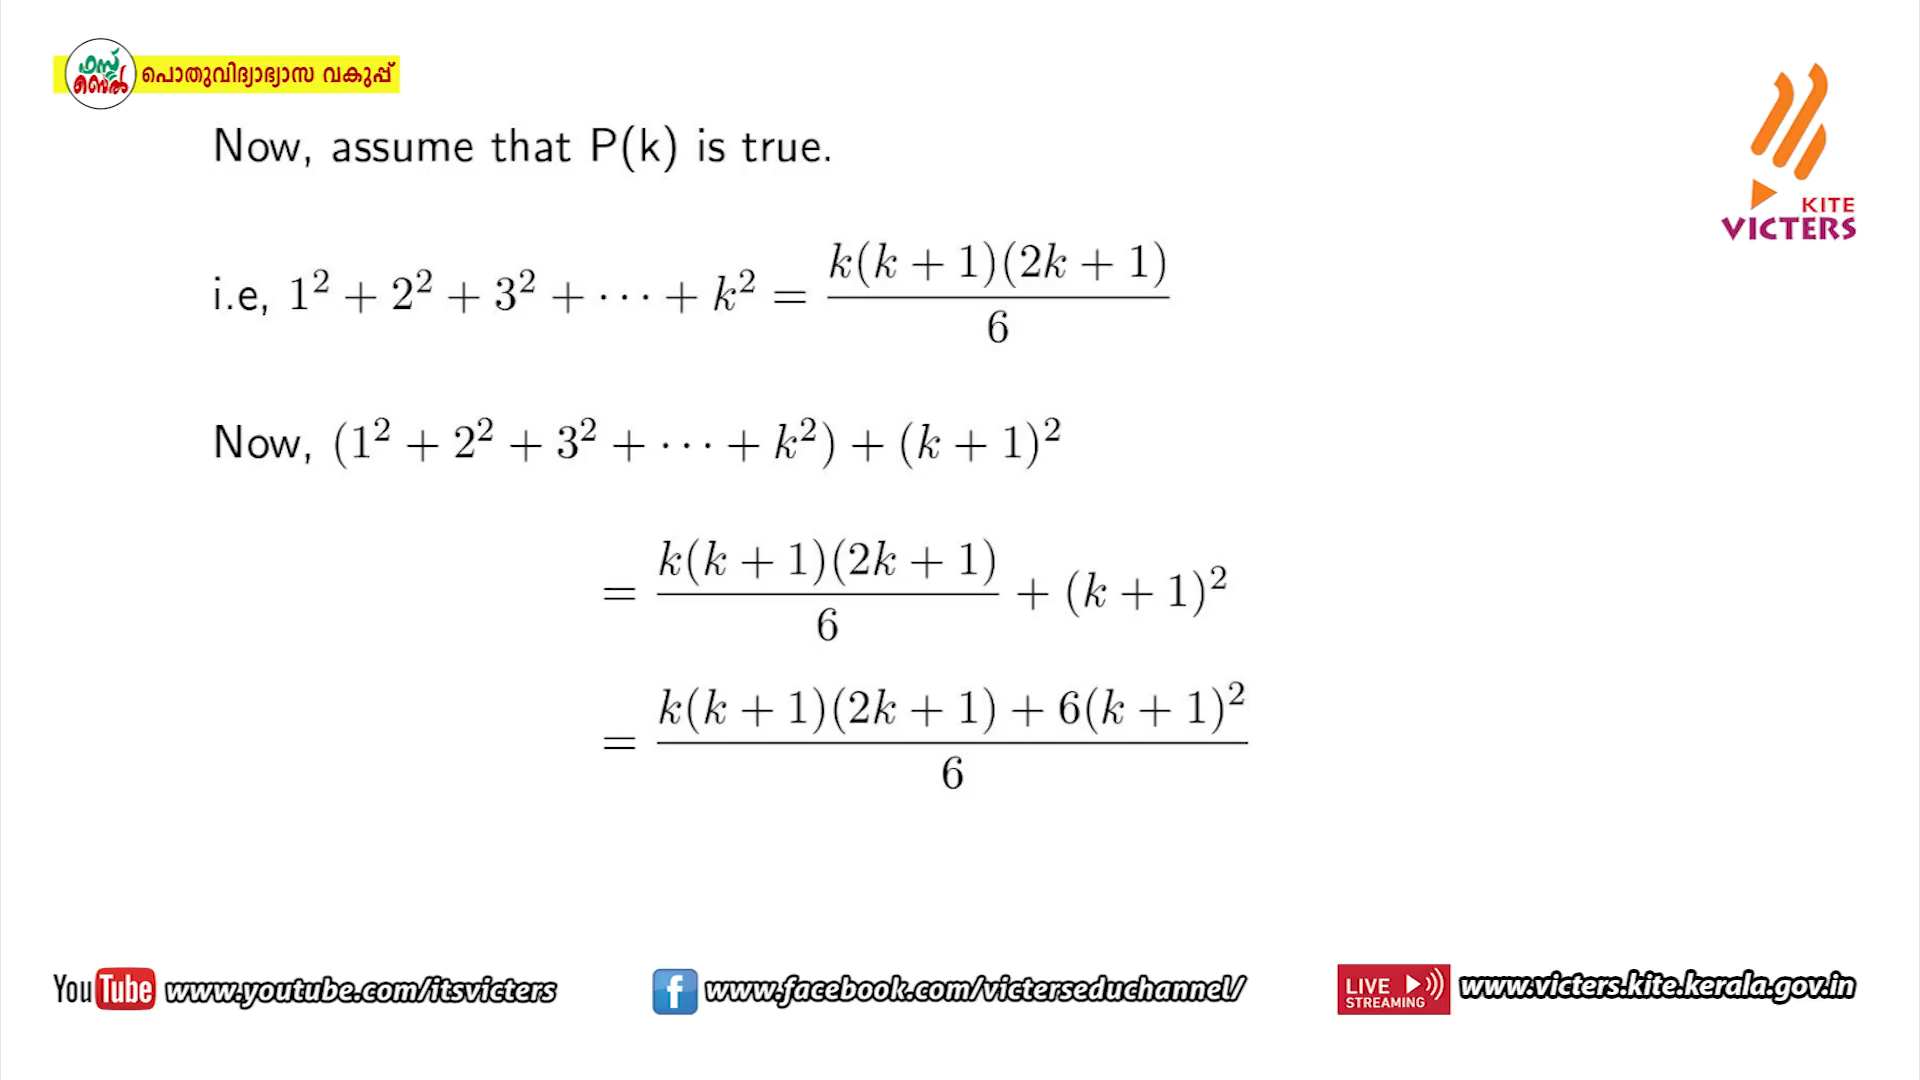 ഫസ്റ്റ്
ബെൽ
പൊതുവിദ്യാഭ്യാസ വകുപ്പ്
KITE
VICTERS
Now, assume that P(k) is true.
i.e, 1² + 2² + 3² + ⋯ + k² = k(k + 1)(2k + 1) / 6
Now, (1² + 2² + 3² + ⋯ + k²) + (k + 1)²
= k(k + 1)(2k + 1) / 6 + (k + 1)²
= k(k + 1)(2k + 1) + 6(k + 1)² / 6
YouTube www.youtube.com/itsvicters
f www.facebook.com/victerseduchannel/
LIVE STREAMING www.victers.kite.kerala.gov.in